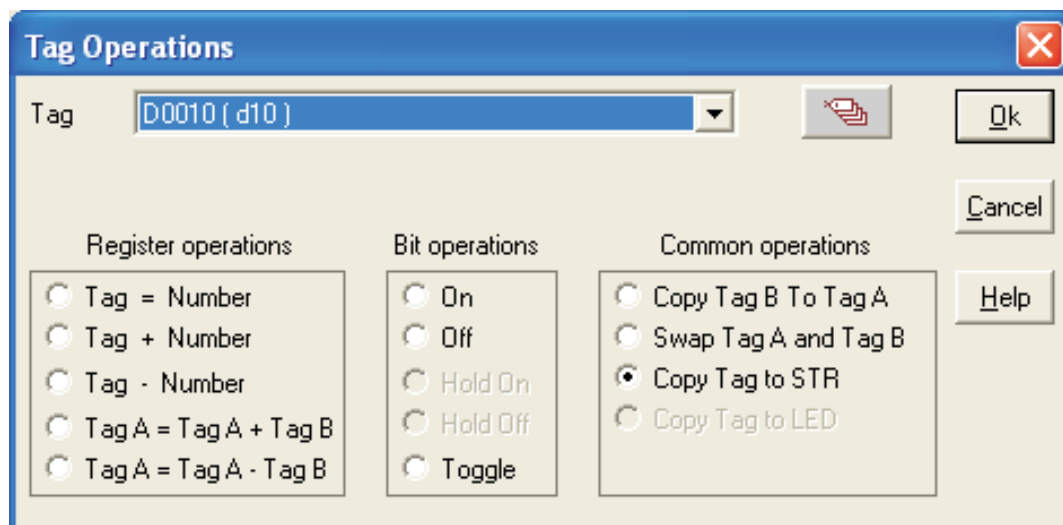 Tag Operations
Tag D0010 ( d10 ) Ok
Cancel
Register operations Bit operations Common operations
Tag = Number On Copy Tag B To Tag A Help
Tag + Number Off Swap Tag A and Tag B
Tag - Number Hold On Copy Tag to STR
Tag A = Tag A + Tag B Hold Off Copy Tag to LED
Tag A = Tag A - Tag B Toggle